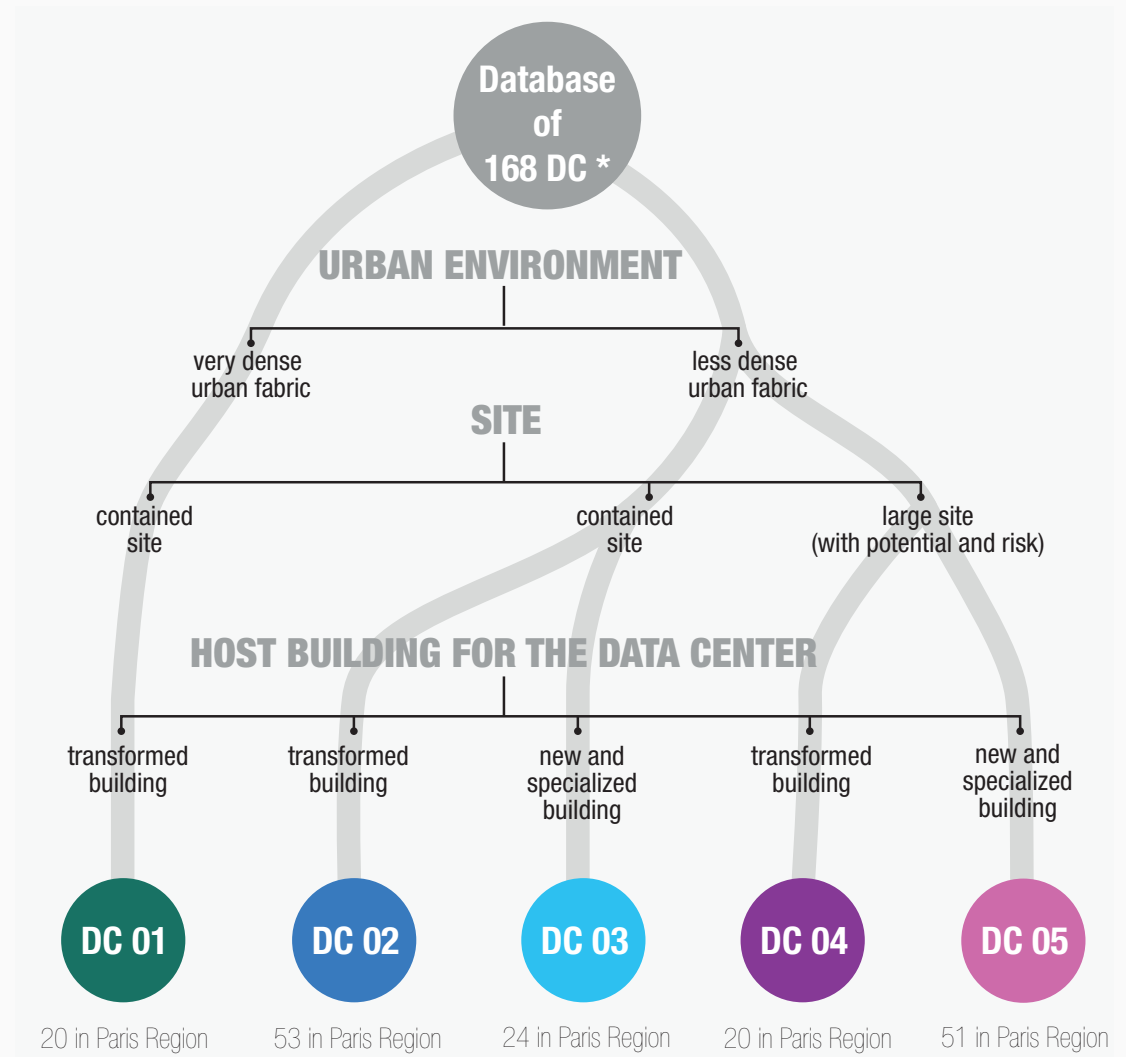 Database
of
168 DC *
URBAN ENVIRONMENT
very dense
urban fabric
less dense
urban fabric
SITE
contained
site
contained
site
large site
(with potential and risk)
HOST BUILDING FOR THE DATA CENTER
transformed
building
transformed
building
new and
specialized
building
transformed
building
new and
specialized
building
DC 01
DC 02
DC 03
DC 04
DC 05
20 in Paris Region
53 in Paris Region
24 in Paris Region
20 in Paris Region
51 in Paris Region